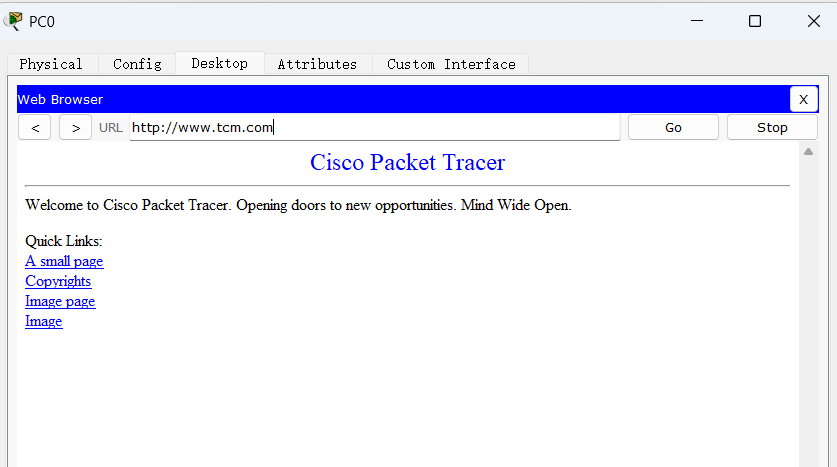 PC0
Physical Config Desktop Attributes Custom Interface
Web Browser X
< > URL http://www.tcm.com Go Stop
Cisco Packet Tracer
Welcome to Cisco Packet Tracer. Opening doors to new opportunities. Mind Wide Open.
Quick Links:
A small page
Copyrights
Image page
Image